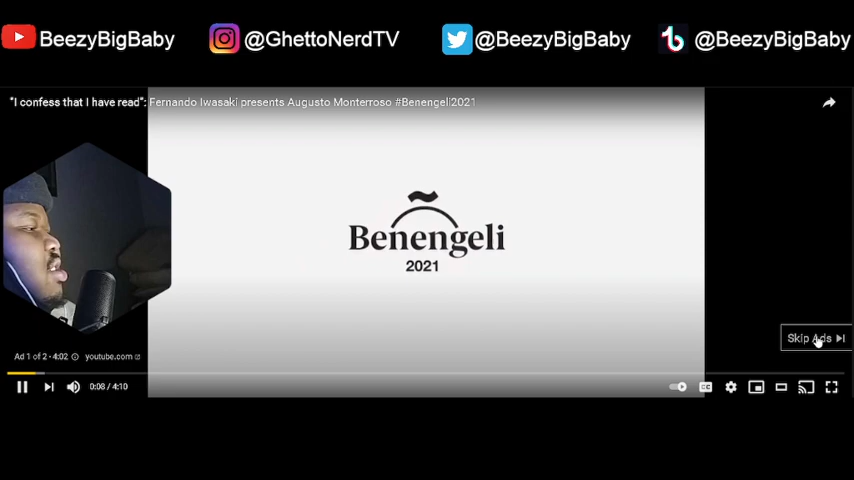 BeezyBigBaby @GhettoNerdTV @BeezyBigBaby @BeezyBigBaby
"I confess that I have read": Fernando Iwasaki presents Augusto Monterroso #Benengeli2021
Benengeli
2021
Skip Ads
Ad 1 of 2 · 4:02 youtube.com
0:08 / 4:10 CC